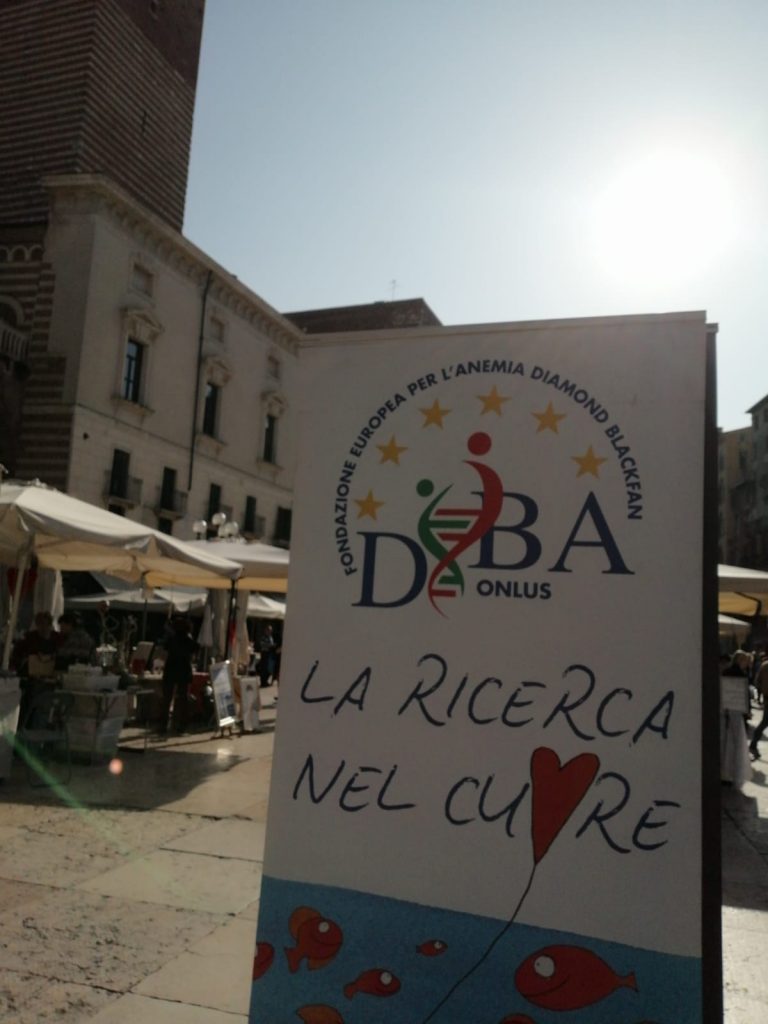 FONDAZIONE EUROPEA PER L'ANEMIA DIAMOND BLACKFAN
DBA
ONLUS
LA RICERCA
NEL CUORE